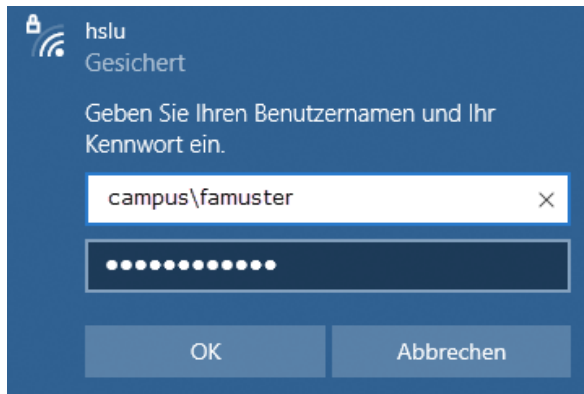 hslu
Gesichert
Geben Sie Ihren Benutzernamen und Ihr
Kennwort ein.
campus\famuster
••••••••••••
OK Abbrechen